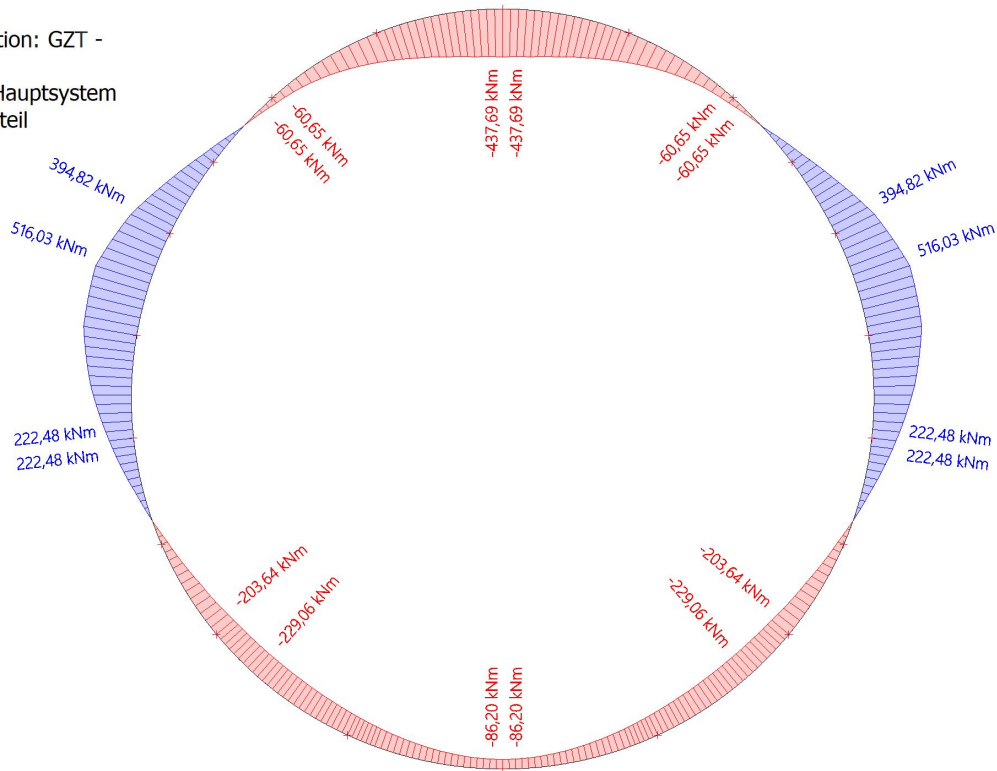 tion: GZT -
Hauptsystem
teil
-437,69 kNm
-437,69 kNm
-60,65 kNm
-60,65 kNm
-60,65 kNm
-60,65 kNm
394,82 kNm
394,82 kNm
516,03 kNm
516,03 kNm
222,48 kNm
222,48 kNm
222,48 kNm
222,48 kNm
-203,64 kNm
-203,64 kNm
-229,06 kNm
-229,06 kNm
-86,20 kNm
-86,20 kNm